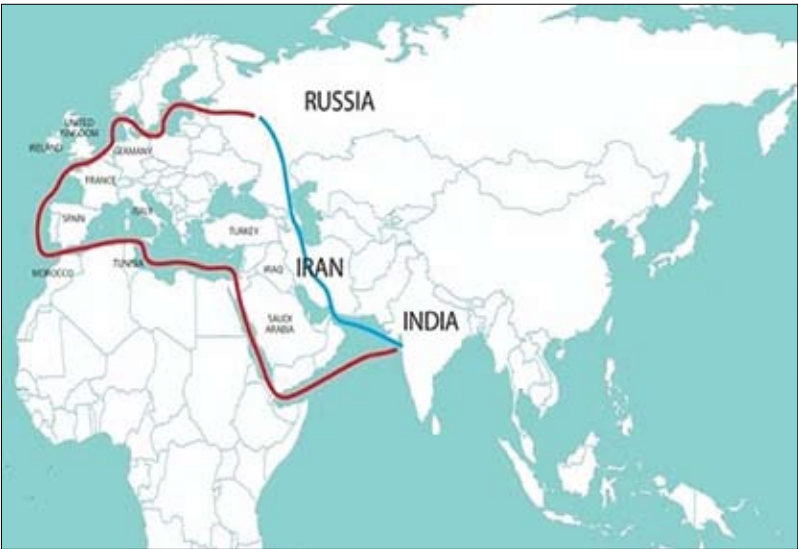 RUSSIA
UNITED
KINGDOM
IRELAND
GERMANY
FRANCE
SPAIN
ITALY
TURKEY
MOROCCO
TUNISIA
IRAQ
IRAN
SAUDI
ARABIA
INDIA